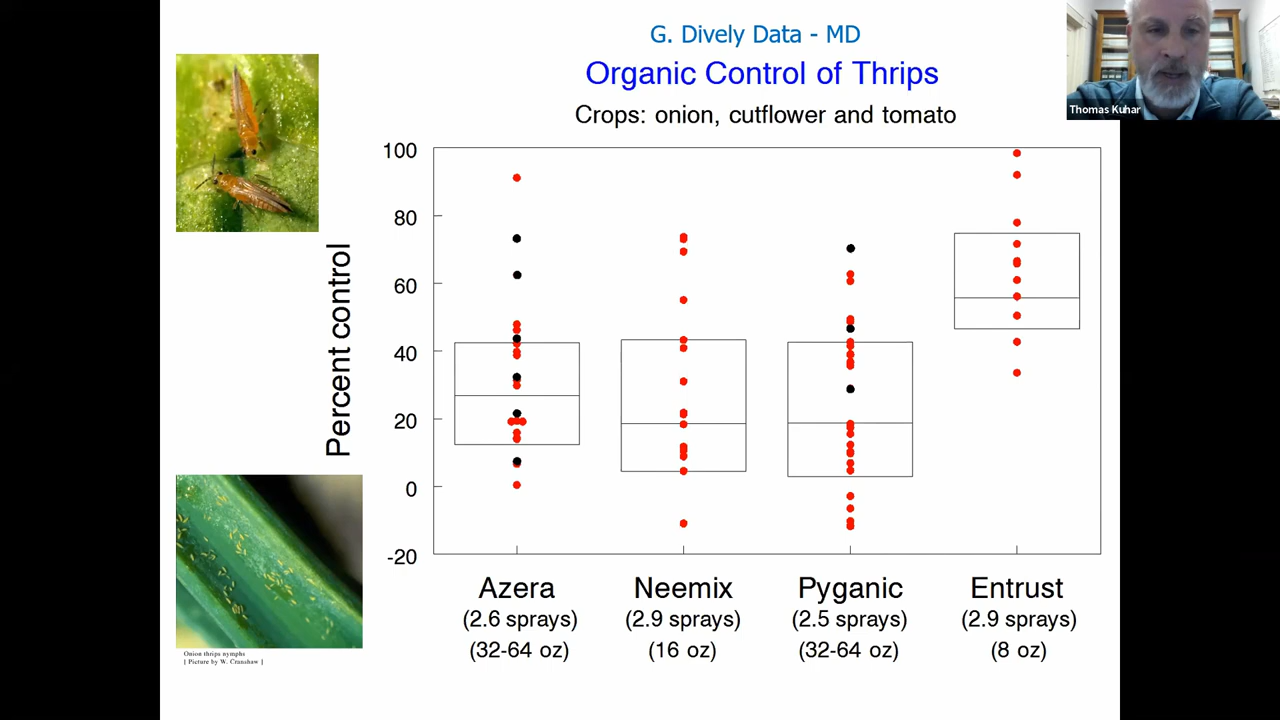 G. Dively Data - MD
Organic Control of Thrips
Crops: onion, cutflower and tomato
Thomas Kuhar
Percent control
100
80
60
40
20
0
-20
Azera
(2.6 sprays)
(32-64 oz)
Neemix
(2.9 sprays)
(16 oz)
Pyganic
(2.5 sprays)
(32-64 oz)
Entrust
(2.9 sprays)
(8 oz)
Onion thrips nymphs
[ Picture by W. Cranshaw ]